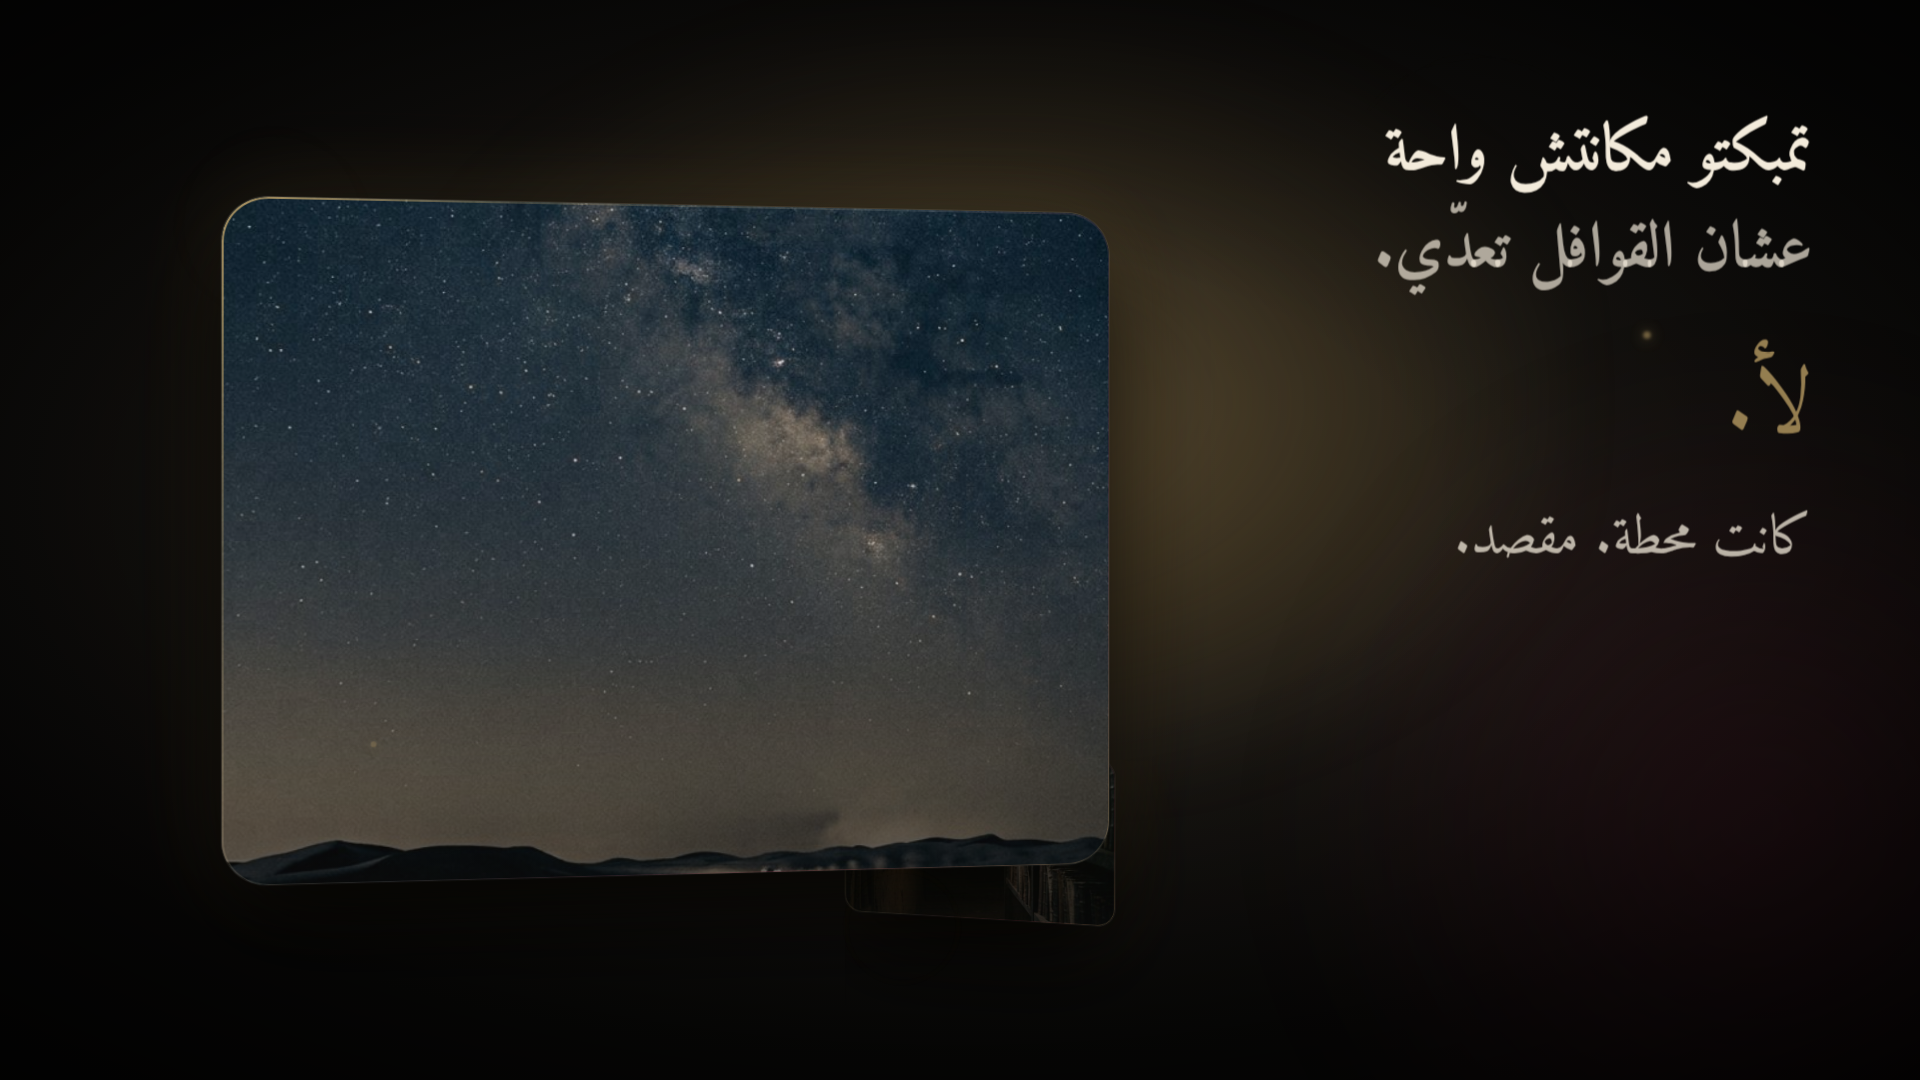 تمبكتو مكانتش واحة
عشان القوافل تعدّي.
لأ.
كانت محطة. مقصد.